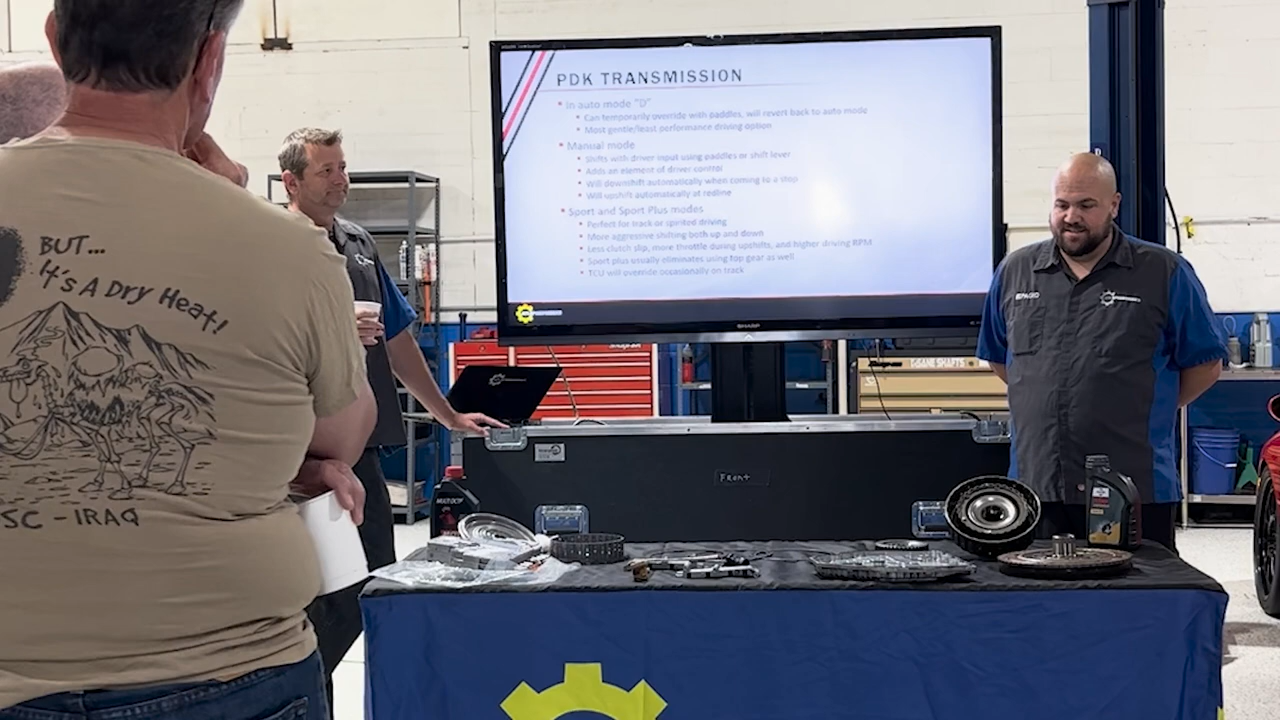 PDK TRANSMISSION
In auto mode "D"
Can temporarily override with paddles, will revert back to auto mode
Most gentle/least performance driving option
Manual mode
Shifts with driver input using paddles or shift lever
Adds an element of driver control
Will downshift automatically when coming to a stop
Will upshift automatically at redline
Sport and Sport Plus modes
Perfect for track or spirited driving
More aggressive shifting both up and down
Less clutch slip, more throttle during upshifts, and higher driving RPM
Sport plus usually eliminates using top gear as well
TCU will override occasionally on track
SHARP
BUT...
It's A Dry Heat!
SC - IRAQ
Front
MULTI DCTF